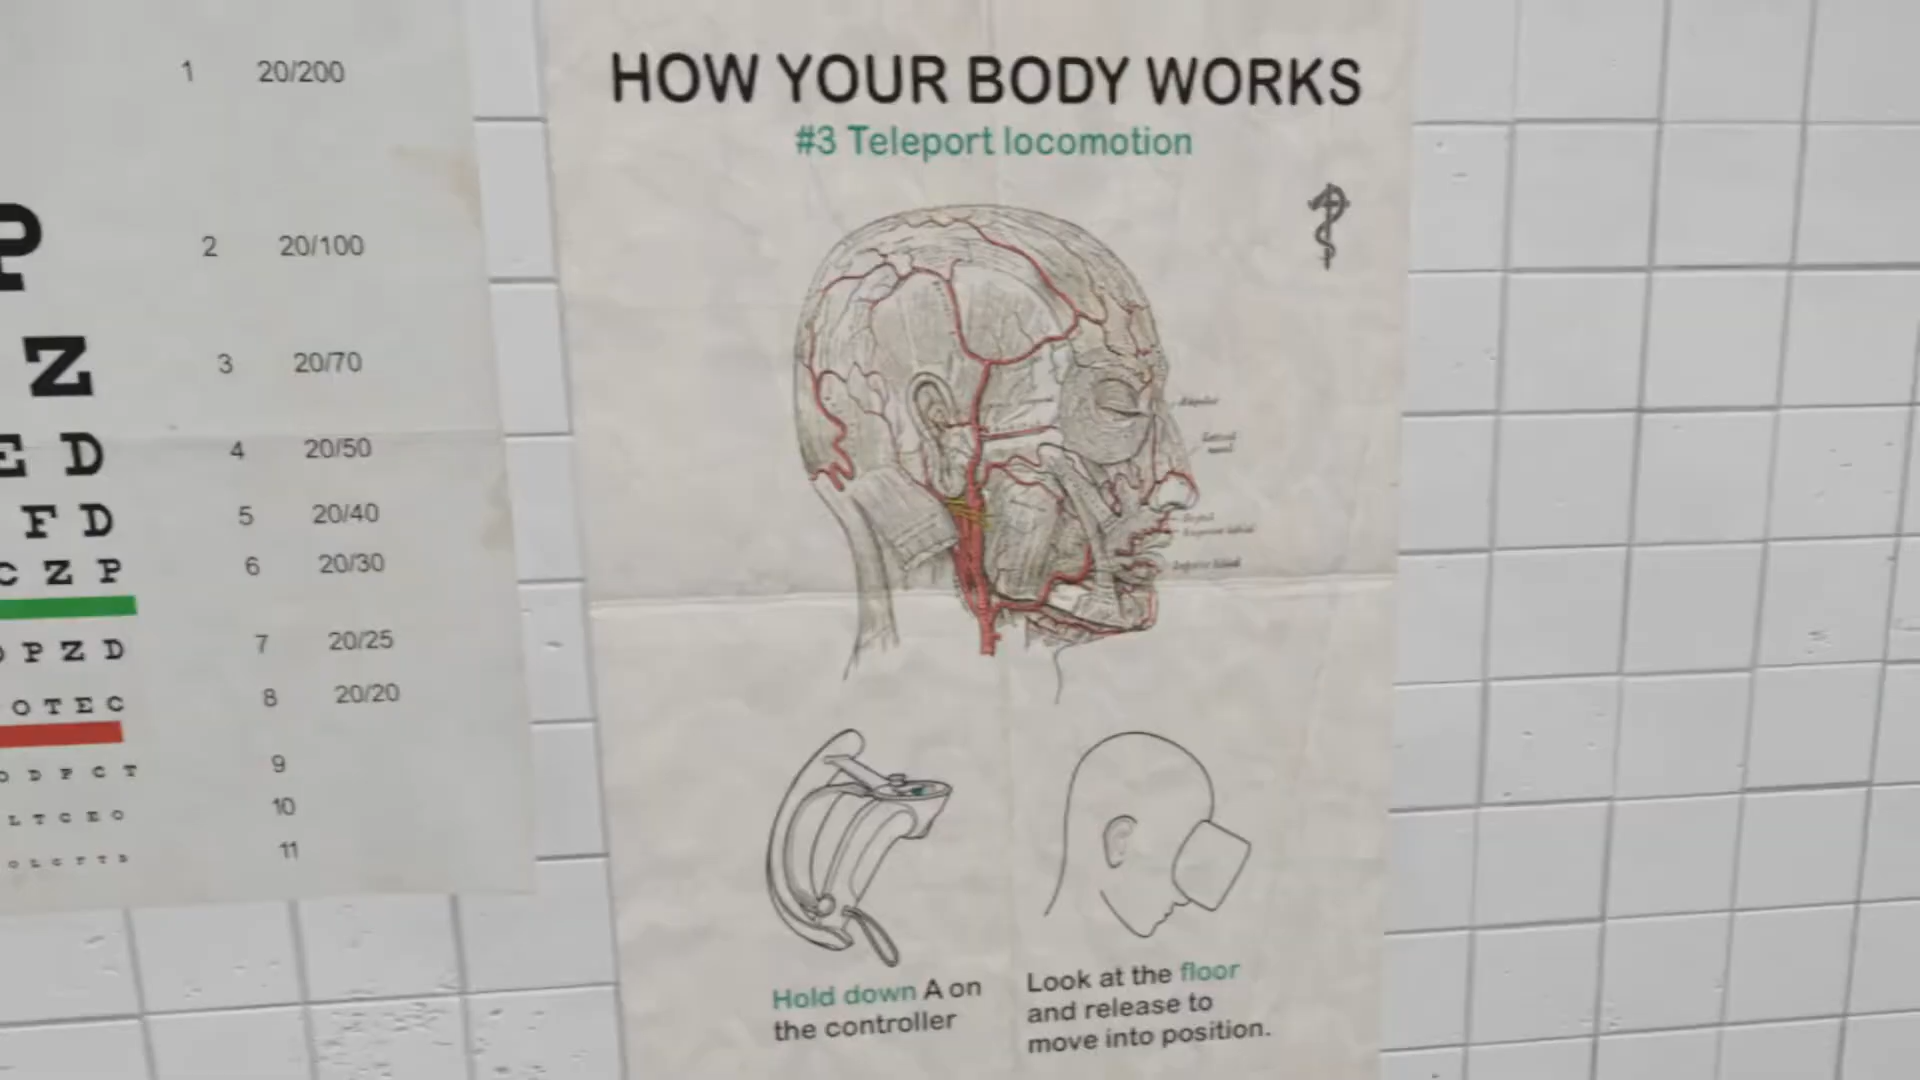 1 20/200
P
2 20/100
Z
3 20/70
E D
4 20/50
F D
5 20/40
C Z P
6 20/30
P Z D
7 20/25
O T E C
8 20/20
D P C T
9
L T C E O
10
11
HOW YOUR BODY WORKS
#3 Teleport locomotion
Hold down A on
the controller
Look at the floor
and release to
move into position.